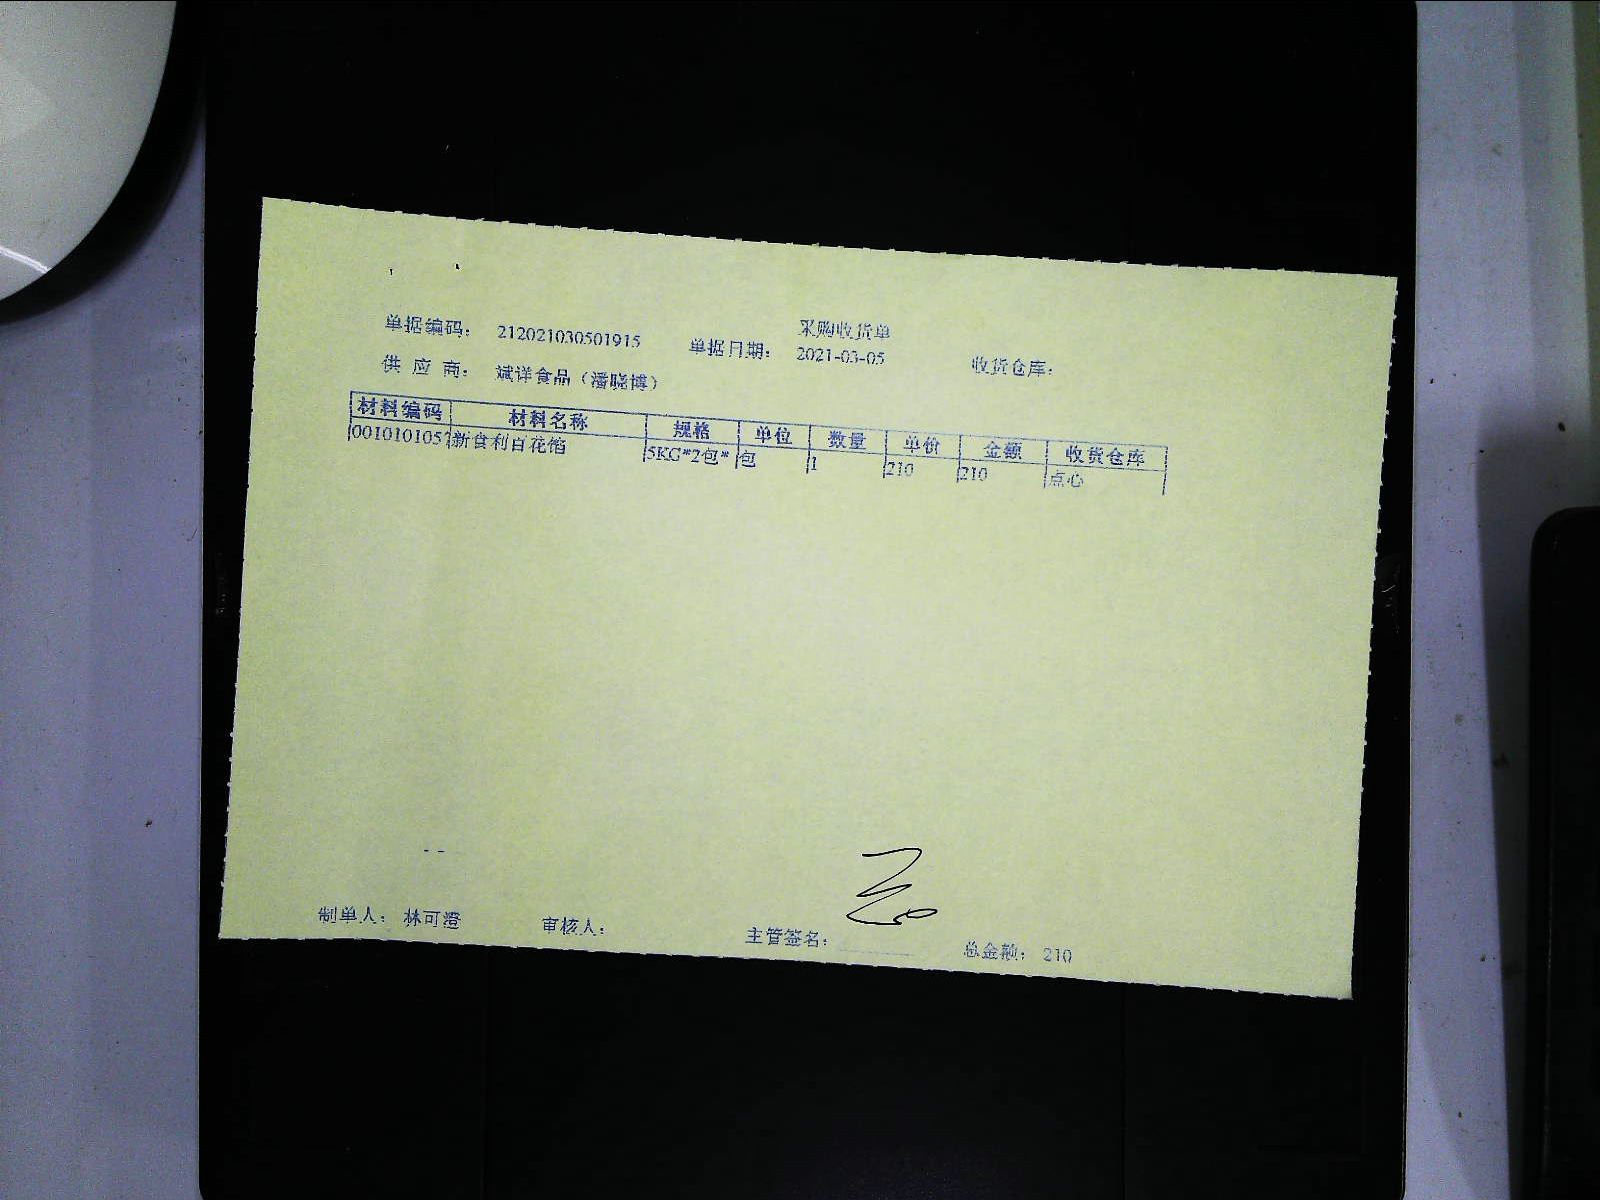 采购收货单
单据编码: 212021030501915 单据日期: 2021-03-05 收货仓库:
供 应 商: 斌洋食品（潘晓博）
材料编码 材料名称 规格 单位 数量 单价 金额 收货仓库
001010105 新食利百花馅 5KG*2包* 包 1 210 210 点心
制单人: 林可澄 审核人: 主管签名: 总金额: 210